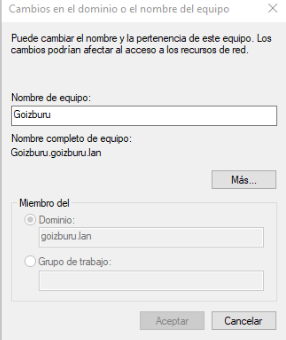 Cambios en el dominio o el nombre del equipo
Puede cambiar el nombre y la pertenencia de este equipo. Los
cambios podrían afectar al acceso a los recursos de red.
Nombre de equipo:
Goizburu
Nombre completo de equipo:
Goizburu.goizburu.lan
Más...
Miembro del
Dominio:
goizburu.lan
Grupo de trabajo:
Aceptar
Cancelar